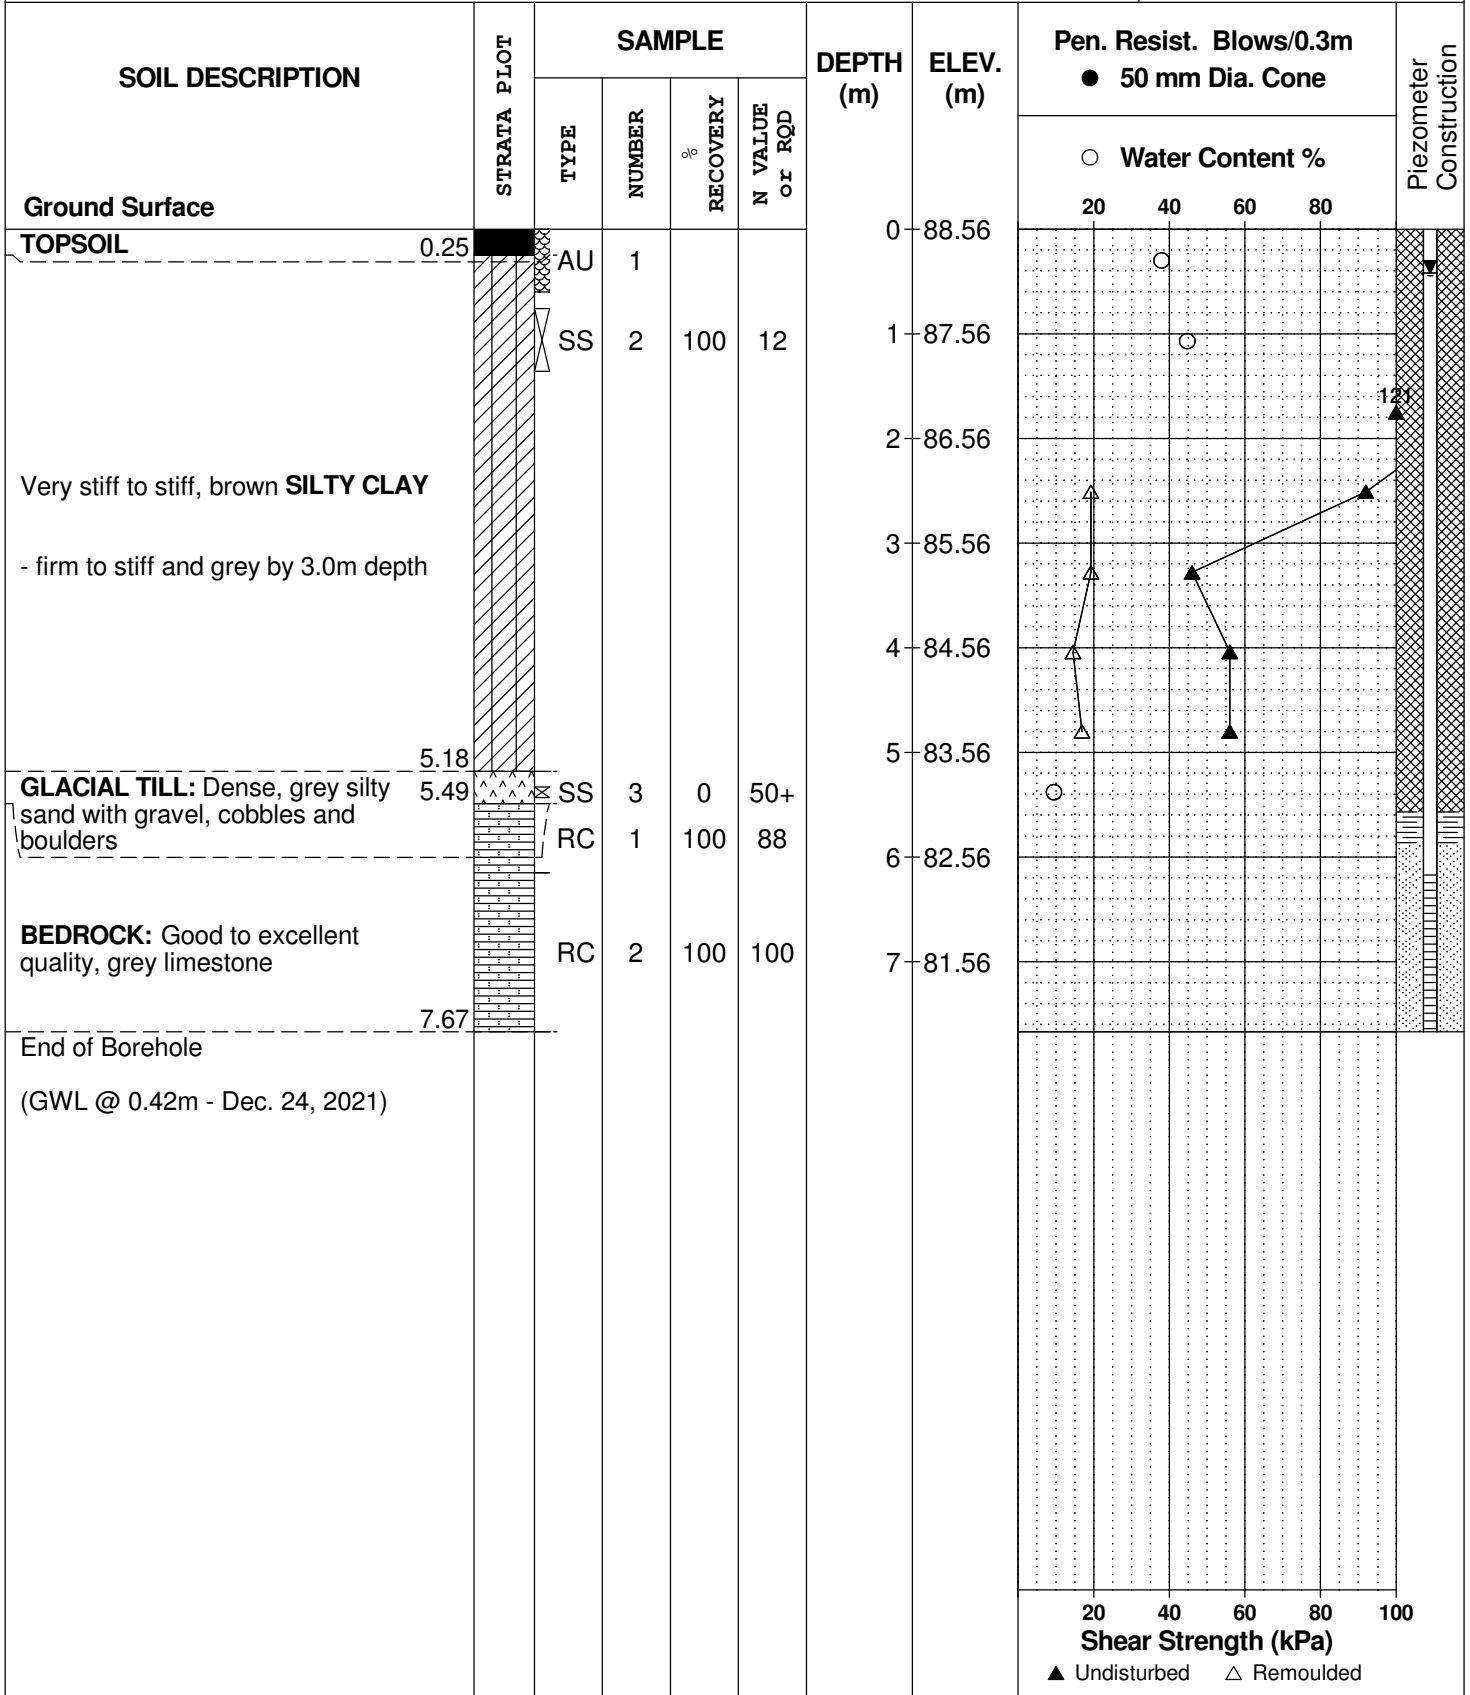 SOIL DESCRIPTION
Ground Surface
STRATA PLOT
SAMPLE
TYPE
NUMBER
% RECOVERY
N VALUE or RQD
DEPTH (m)
ELEV. (m)
Pen. Resist. Blows/0.3m
● 50 mm Dia. Cone
○ Water Content %
20 40 60 80
Piezometer Construction
TOPSOIL 0.25
AU 1
SS 2 100 12
Very stiff to stiff, brown SILTY CLAY
- firm to stiff and grey by 3.0m depth
5.18
GLACIAL TILL: Dense, grey silty 5.49
sand with gravel, cobbles and
boulders
SS 3 0 50+
RC 1 100 88
BEDROCK: Good to excellent
quality, grey limestone
RC 2 100 100
7.67
End of Borehole
(GWL @ 0.42m - Dec. 24, 2021)
0 88.56
1 87.56
2 86.56
3 85.56
4 84.56
5 83.56
6 82.56
7 81.56
121
20 40 60 80 100
Shear Strength (kPa)
▲ Undisturbed △ Remoulded